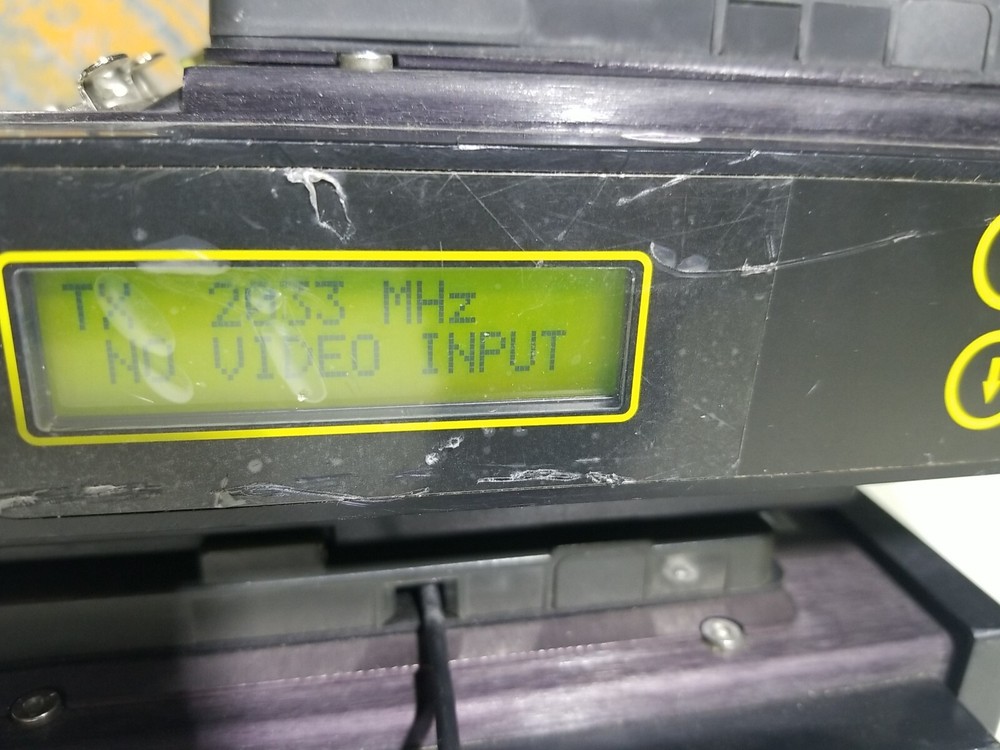 TX 2033 MHz
NO VIDEO INPUT